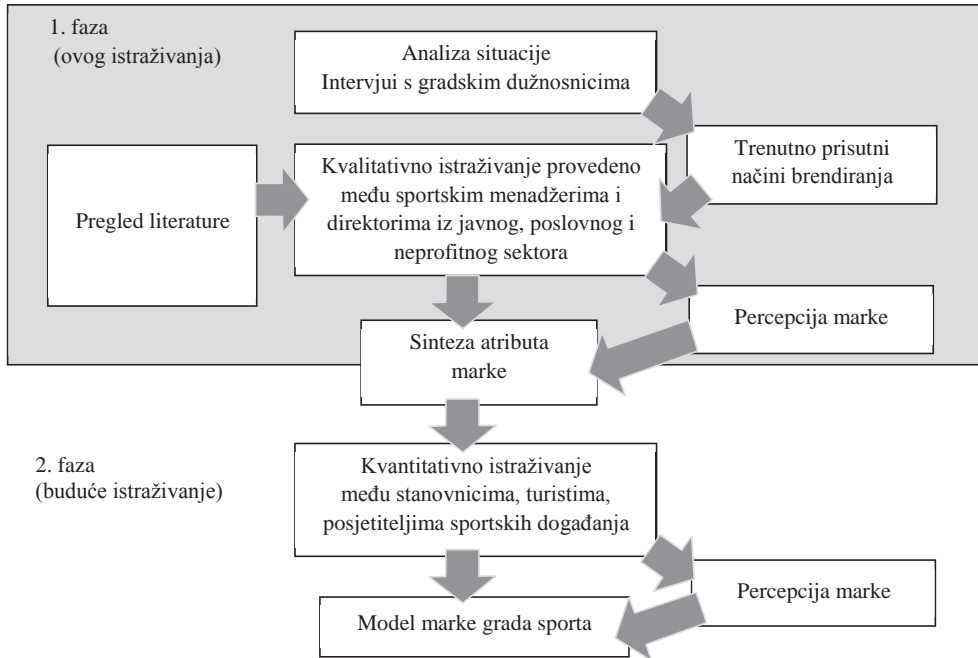 1. faza
(ovog istraživanja)
Analiza situacije
Intervjui s gradskim dužnosnicima
Trenutno prisutni
načini brendiranja
Pregled literature
Kvalitativno istraživanje provedeno
među sportskim menadžerima i
direktorima iz javnog, poslovnog i
neprofitnog sektora
Percepcija marke
Sinteza atributa
marke
2. faza
(buduće istraživanje)
Kvantitativno istraživanje
među stanovnicima, turistima,
posjetiteljima sportskih događanja
Percepcija marke
Model marke grada sporta